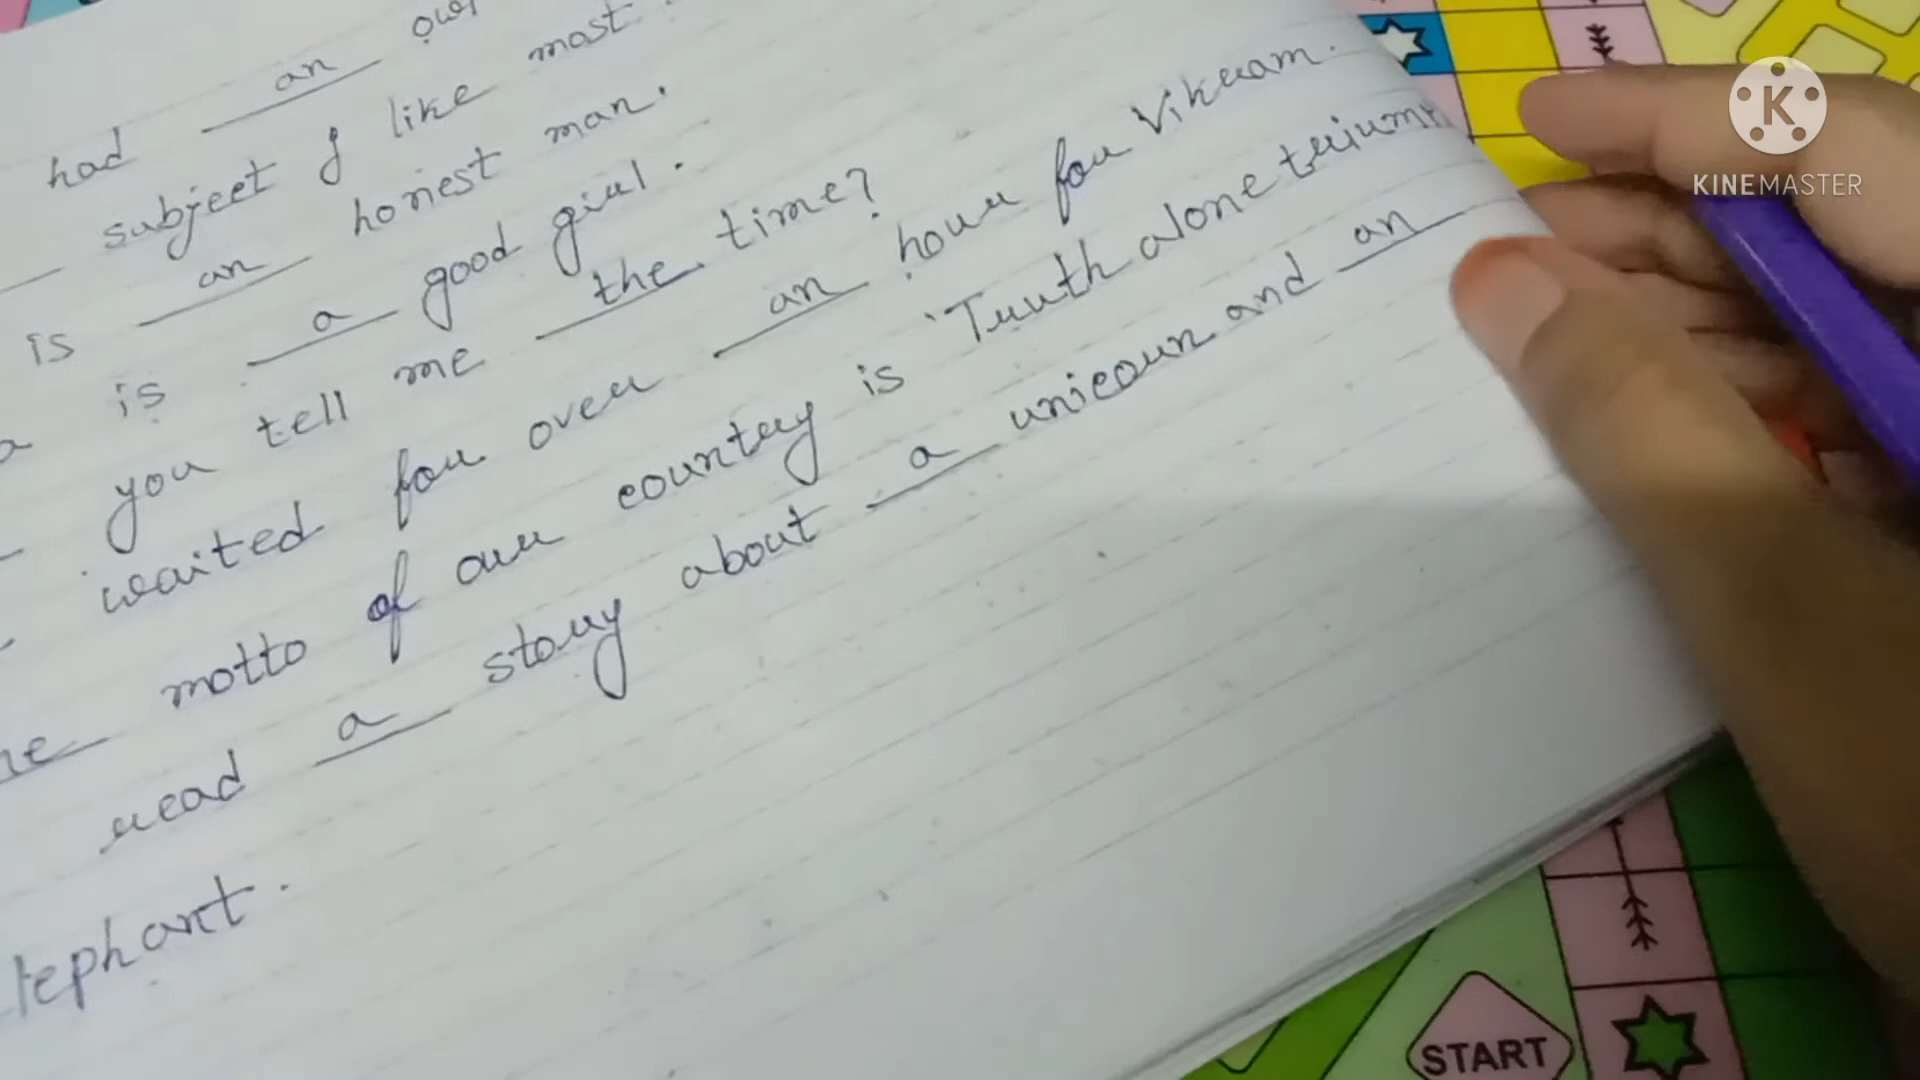 had an owl
subject I like most
is an honest man.
is a good girl.
you tell me the time?
waited for over an hour for Vikram.
motto of our country is 'Truth alone trium
read a story about a unicorn and an
lephant.
KINEMASTER
START